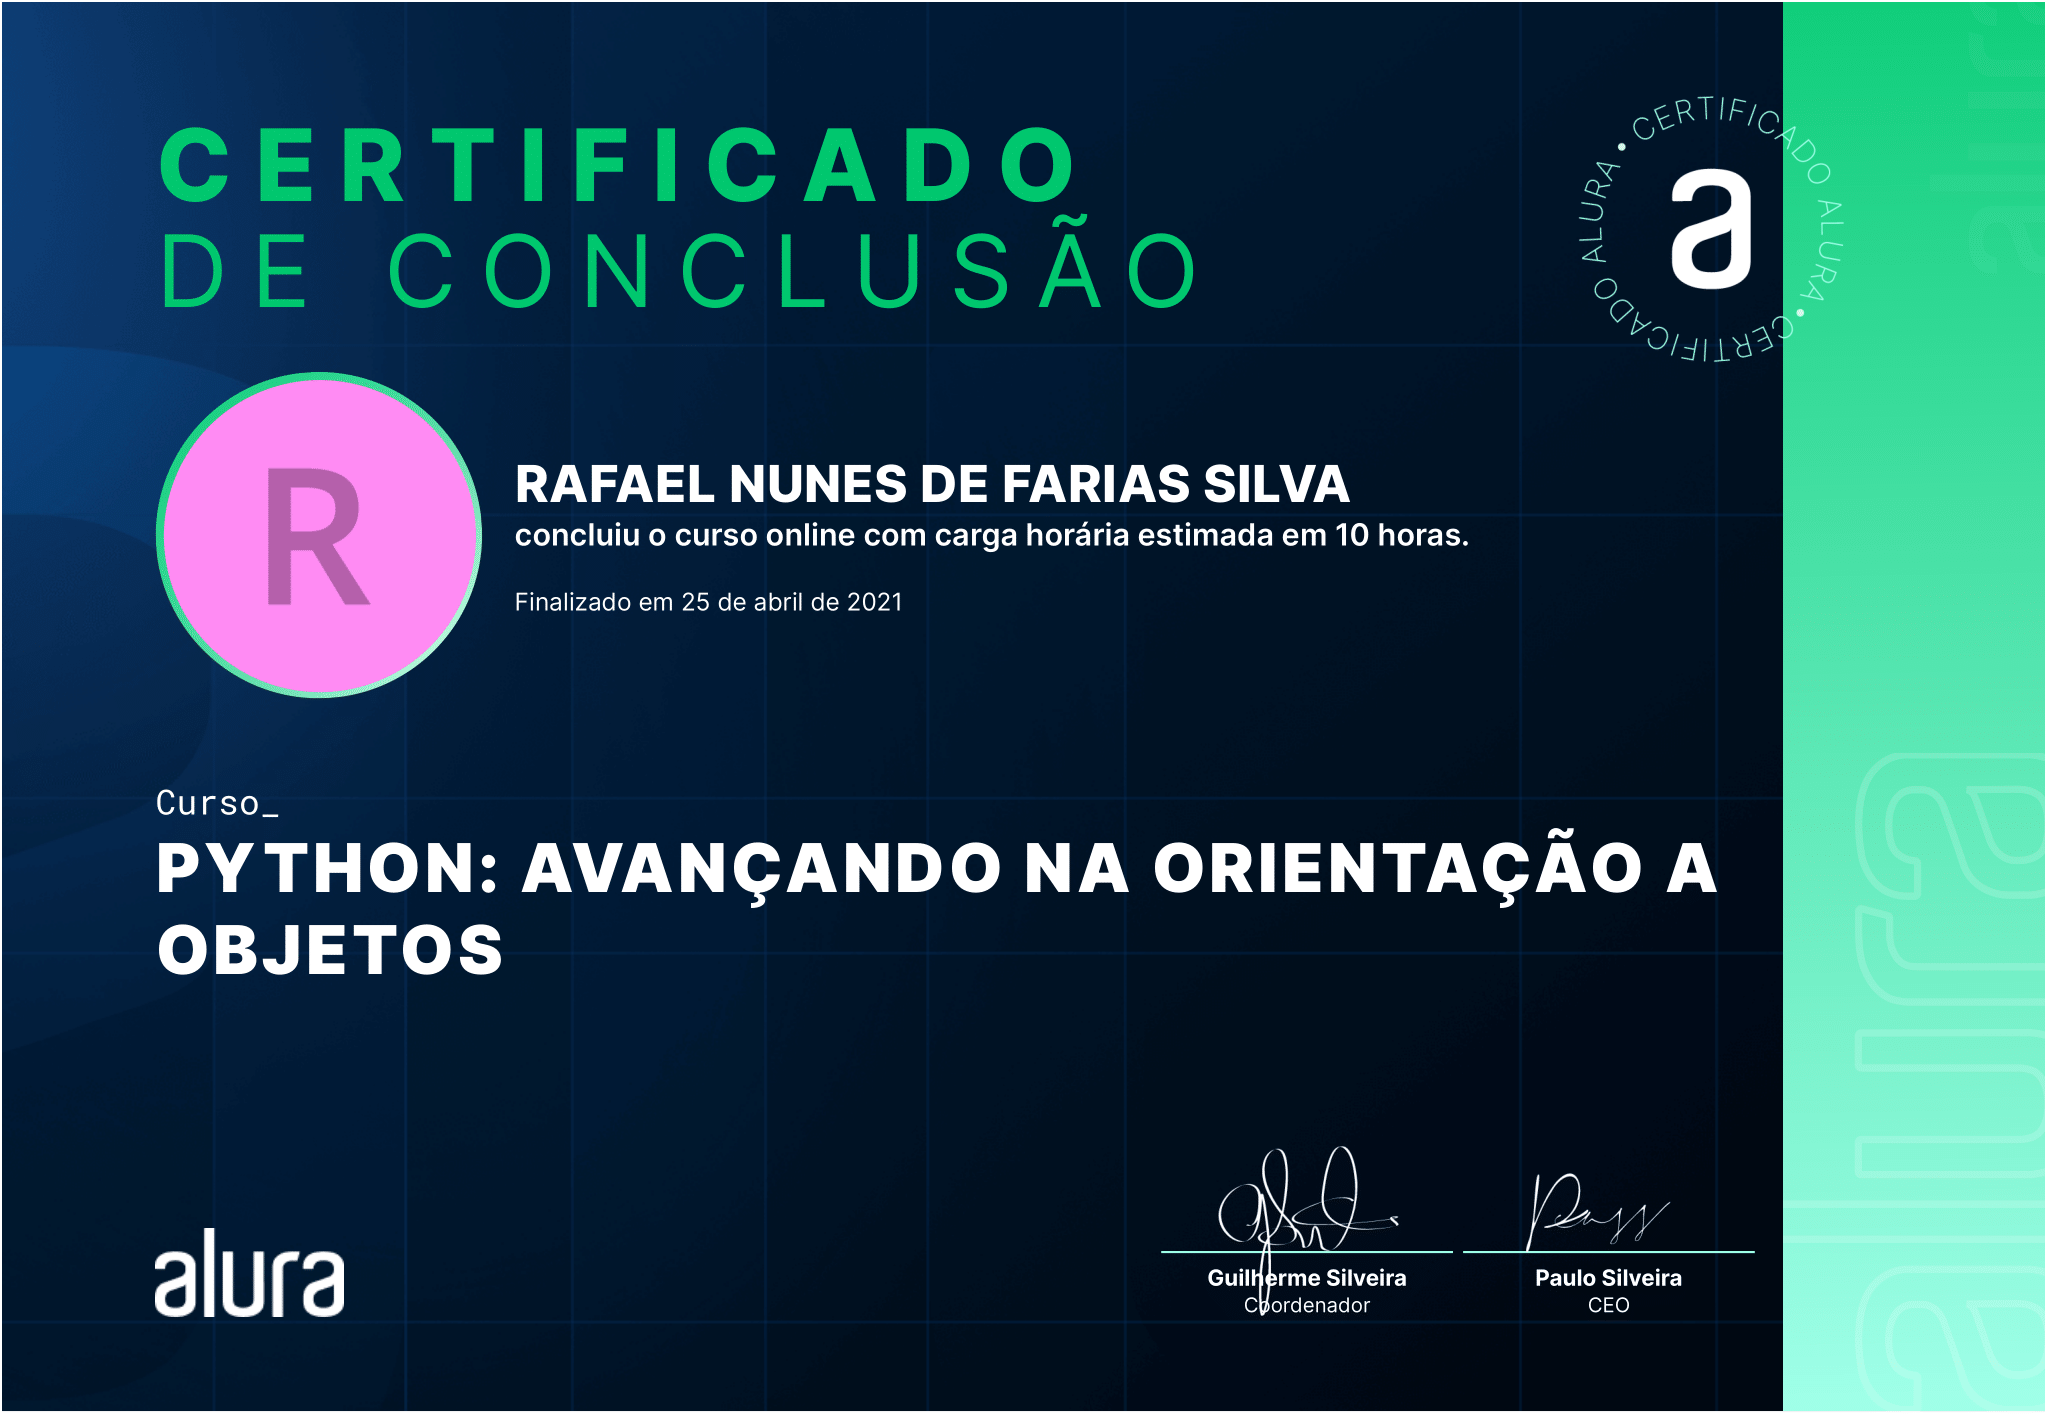 CERTIFICADO
DE CONCLUSÃO
CERTIFICADO ALURA • CERTIFICADO ALURA •
a
R
RAFAEL NUNES DE FARIAS SILVA
concluiu o curso online com carga horária estimada em 10 horas.
Finalizado em 25 de abril de 2021
Curso_
PYTHON: AVANÇANDO NA ORIENTAÇÃO A
OBJETOS
alura
Guilherme Silveira
Coordenador
Paulo Silveira
CEO
alura
alura